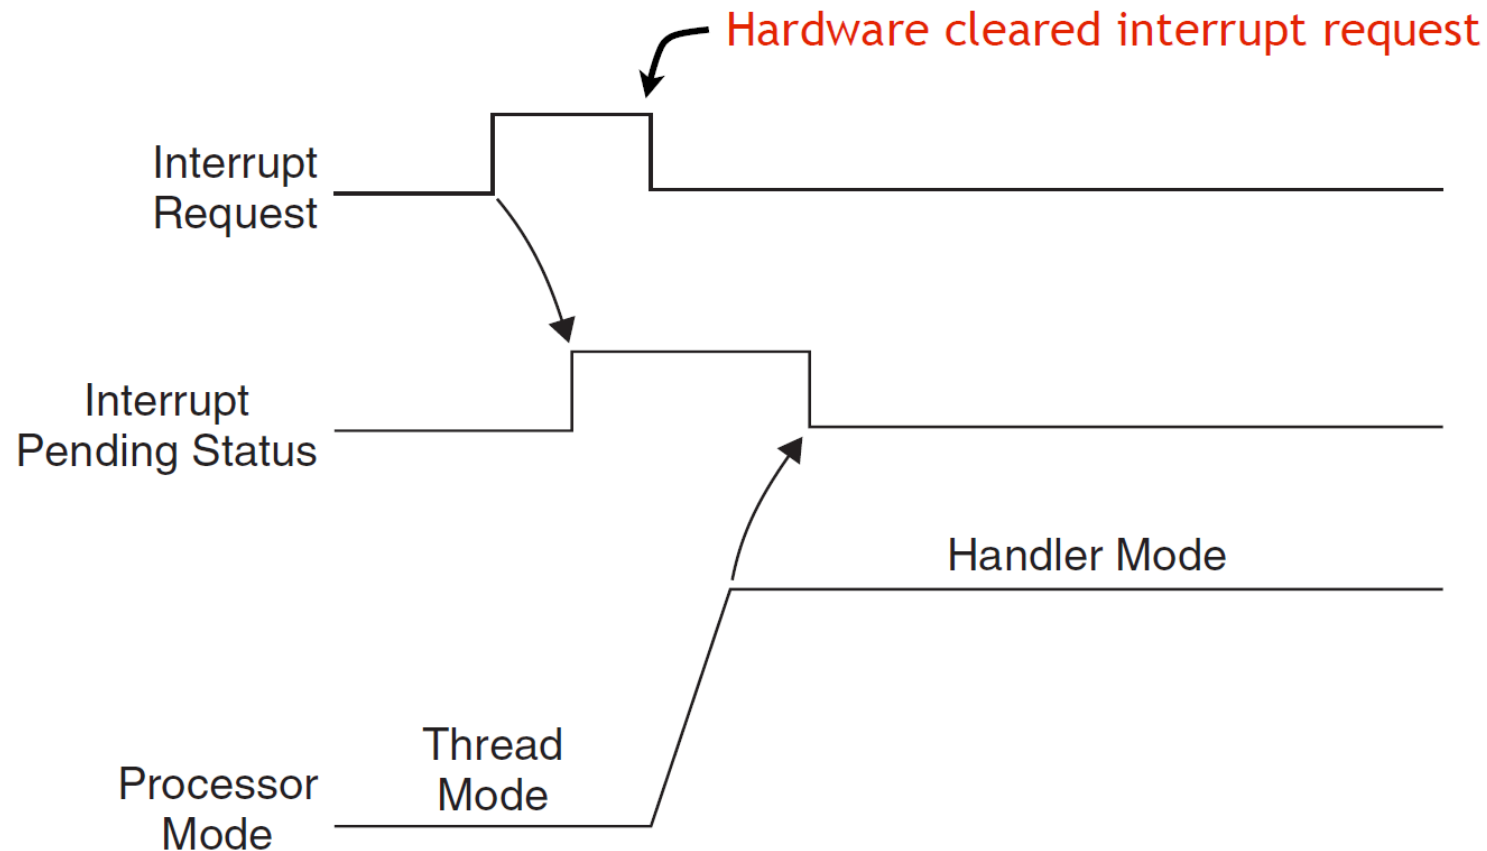 Hardware cleared interrupt request
Interrupt
Request
Interrupt
Pending Status
Handler Mode
Thread
Mode
Processor
Mode